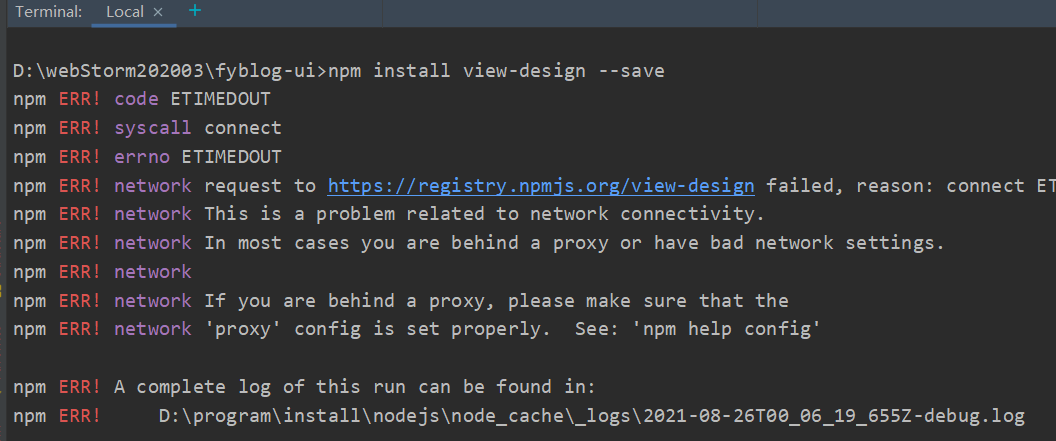 Terminal: Local × +
D:\webStorm202003\fyblog-ui>npm install view-design --save
npm ERR! code ETIMEDOUT
npm ERR! syscall connect
npm ERR! errno ETIMEDOUT
npm ERR! network request to https://registry.npmjs.org/view-design failed, reason: connect ET
npm ERR! network This is a problem related to network connectivity.
npm ERR! network In most cases you are behind a proxy or have bad network settings.
npm ERR! network
npm ERR! network If you are behind a proxy, please make sure that the
npm ERR! network 'proxy' config is set properly.  See: 'npm help config'
npm ERR! A complete log of this run can be found in:
npm ERR!     D:\program\install\nodejs\node_cache\_logs\2021-08-26T00_06_19_655Z-debug.log